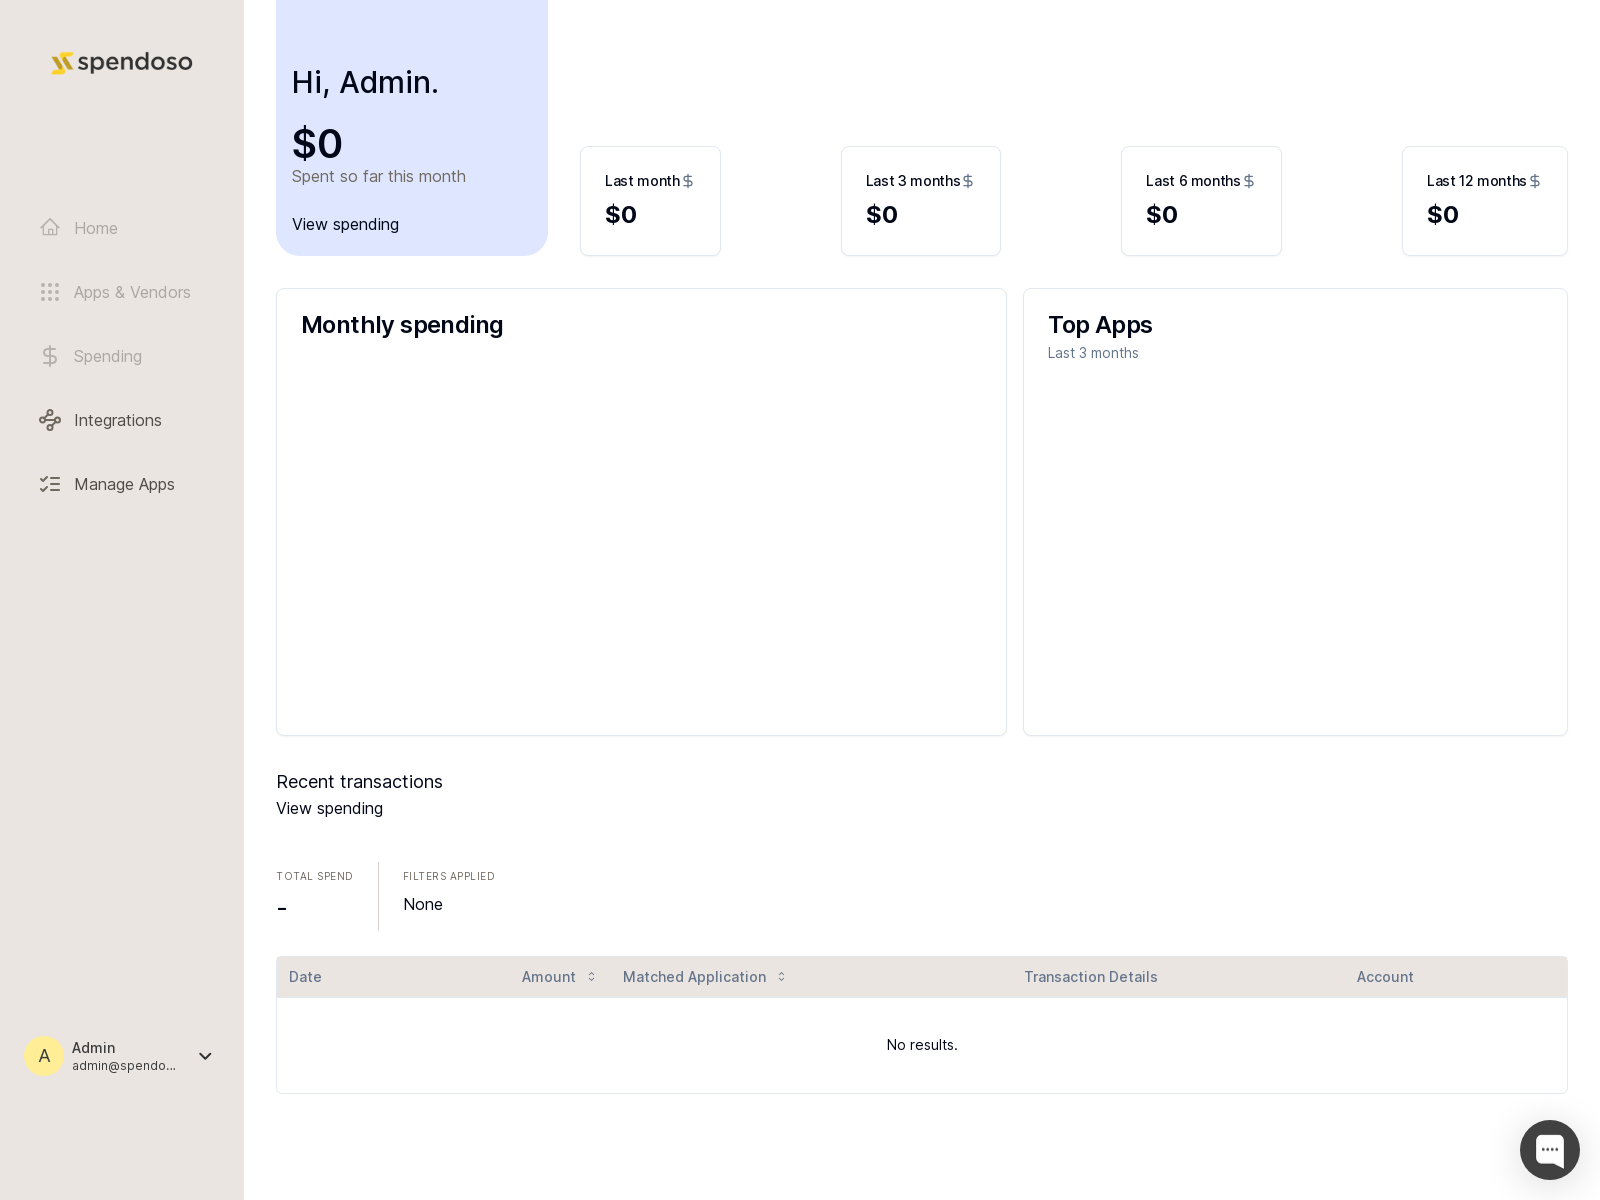 spendoso
Home
Apps & Vendors
Spending
Integrations
Manage Apps
A
Admin
admin@spendo...
Hi, Admin.
$0
Spent so far this month
View spending
Last month
$0
Last 3 months
$0
Last 6 months
$0
Last 12 months
$0
Monthly spending
Top Apps
Last 3 months
Recent transactions
View spending
TOTAL SPEND
-
FILTERS APPLIED
None
Date Amount Matched Application Transaction Details Account
No results.